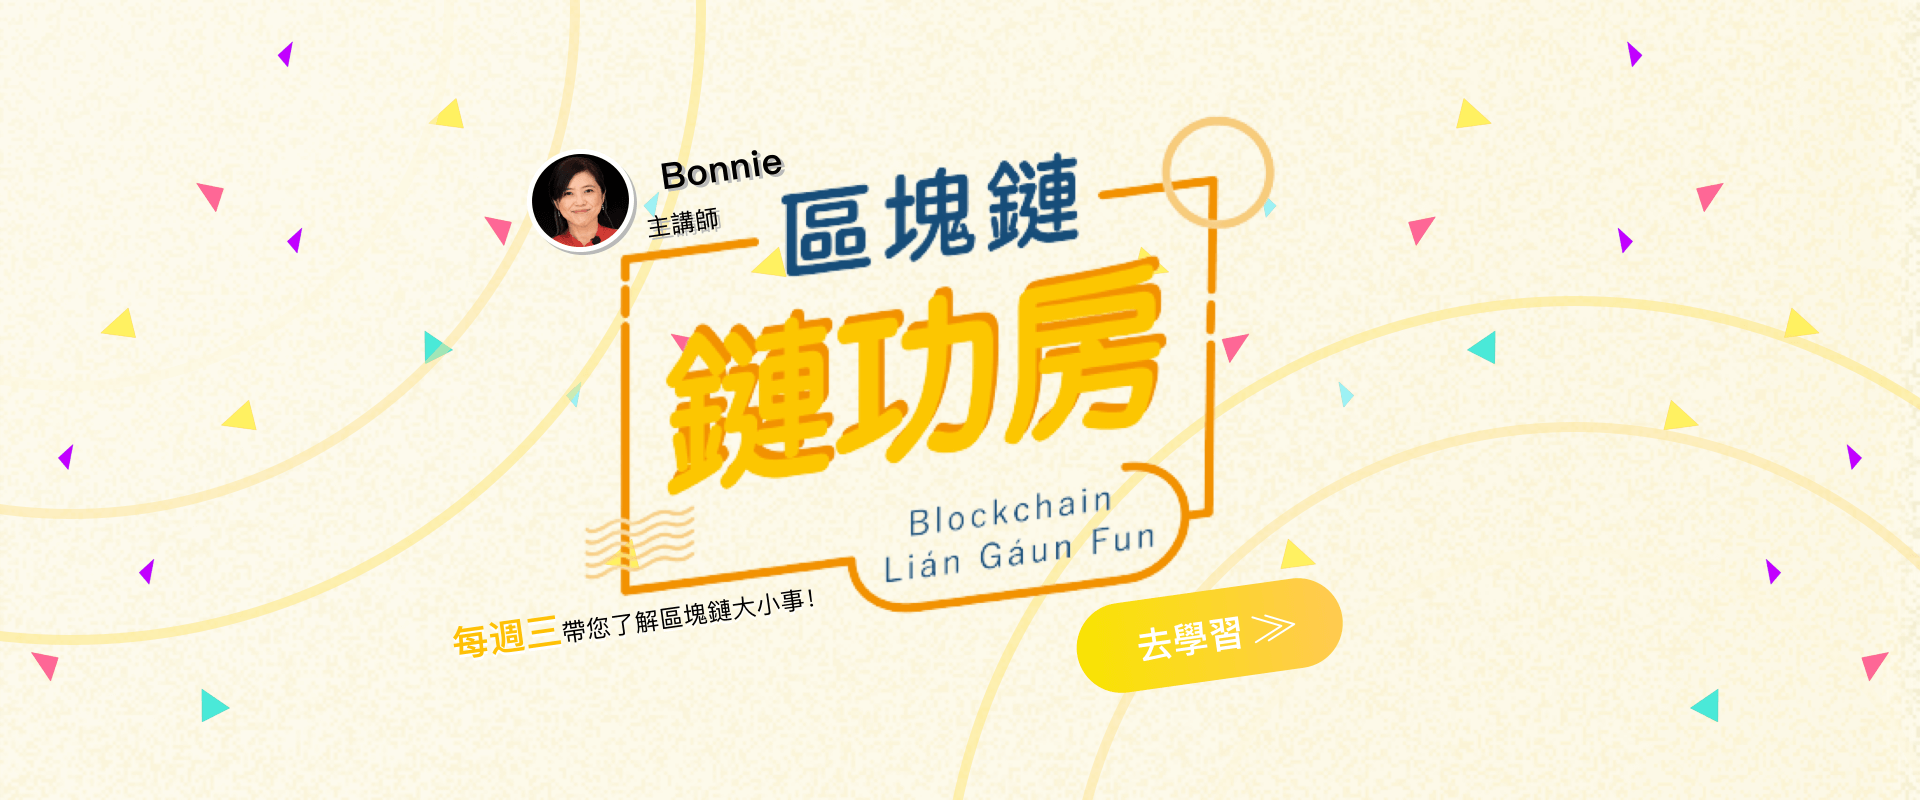 Bonnie
主講師
區塊鏈
鏈功房
Blockchain
Lián Gáun Fun
每週三帶您了解區塊鏈大小事!
去學習